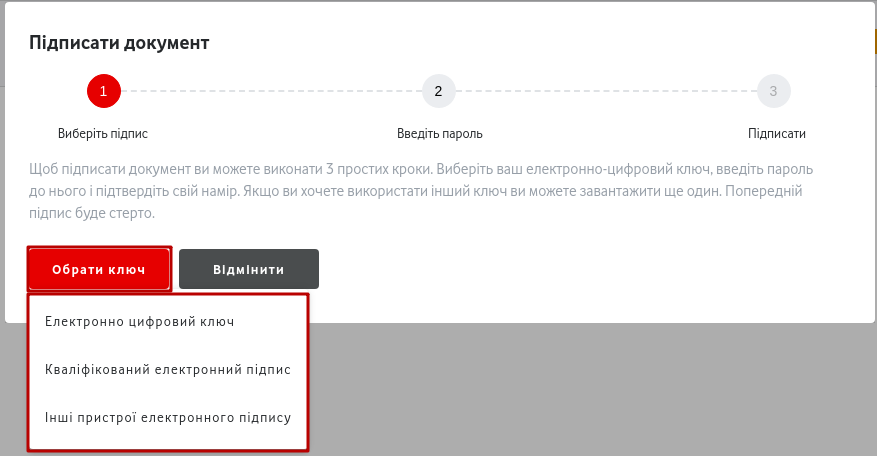 Підписати документ
1 2 3
Виберіть підпис Введіть пароль Підписати
Щоб підписати документ ви можете виконати 3 простих кроки. Виберіть ваш електронно-цифровий ключ, введіть пароль
до нього і підтвердіть свій намір. Якщо ви хочете використати інший ключ ви можете завантажити ще один. Попередній
підпис буде стерто.
Обрати ключ Відмінити
Електронно цифровий ключ
Кваліфікований електронний підпис
Інші пристрої електронного підпису